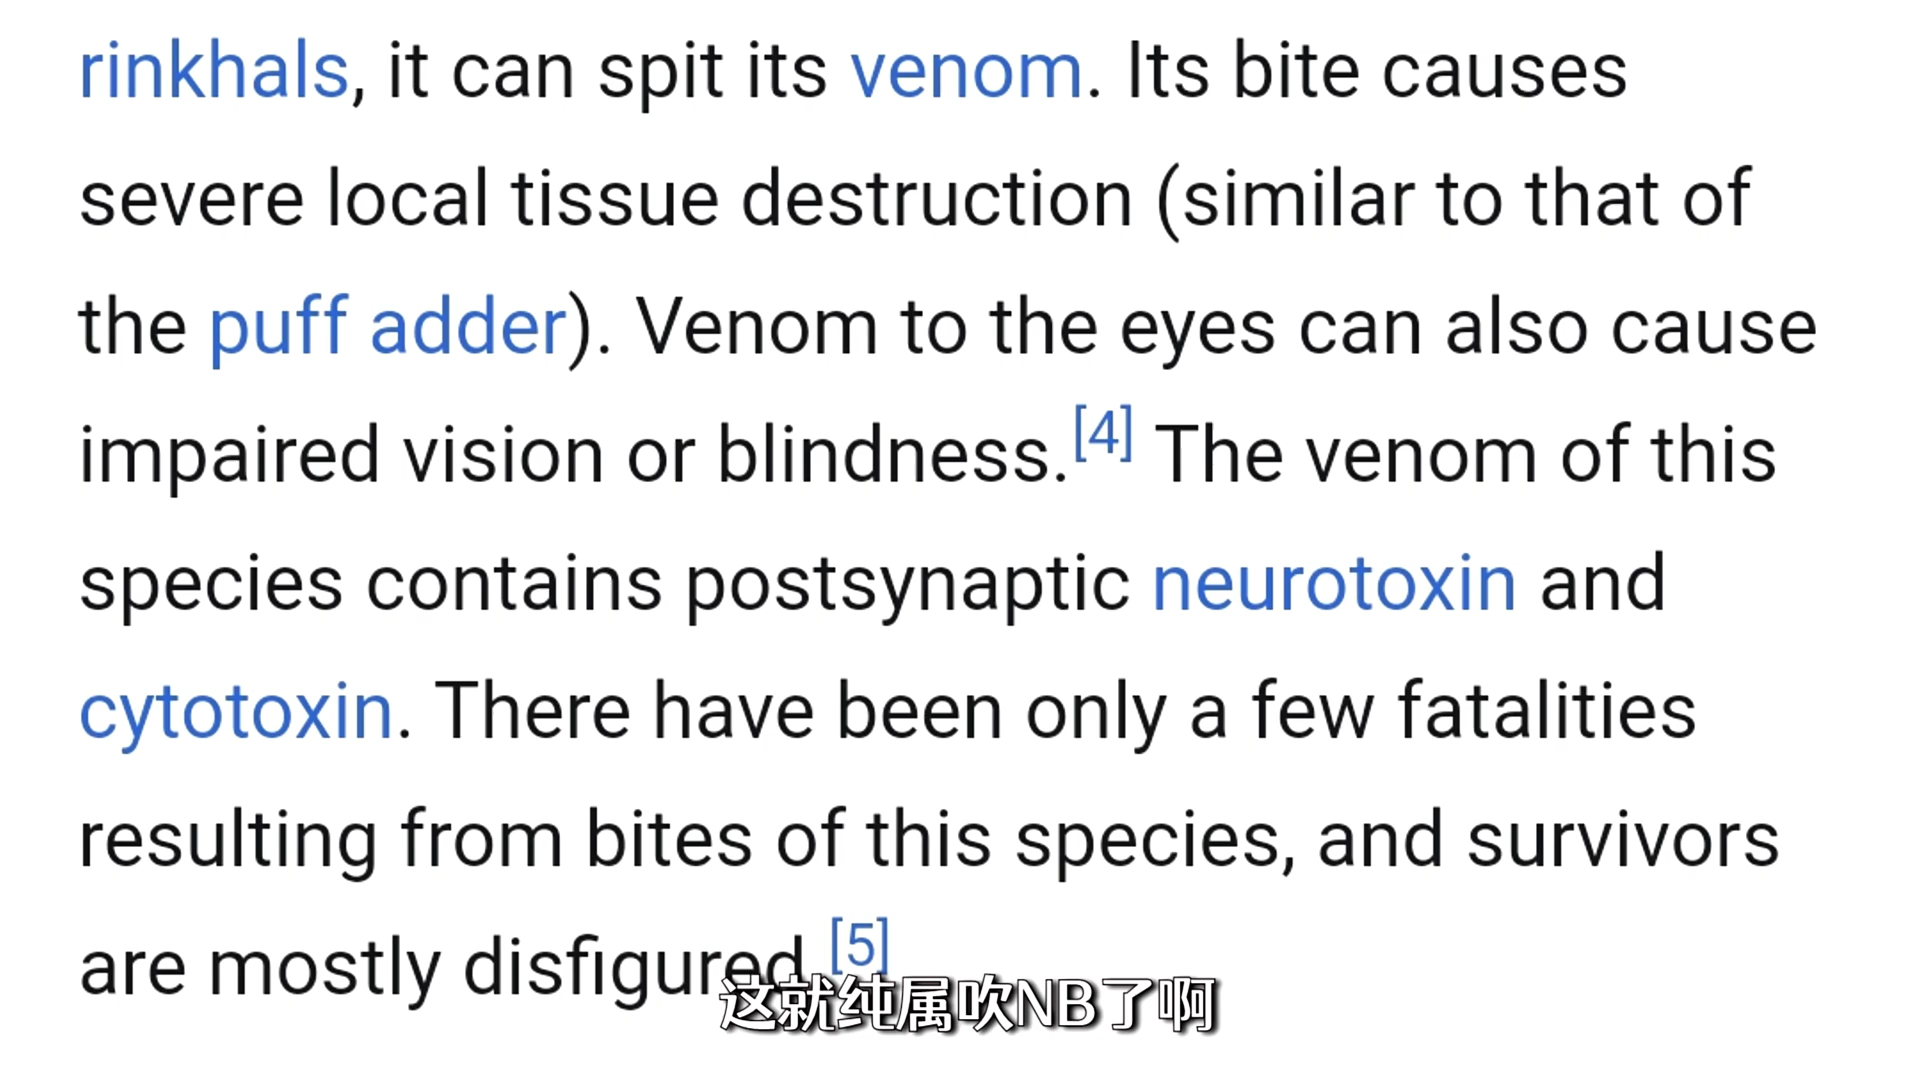 rinkhals, it can spit its venom. Its bite causes
severe local tissue destruction (similar to that of
the puff adder). Venom to the eyes can also cause
impaired vision or blindness.[4] The venom of this
species contains postsynaptic neurotoxin and
cytotoxin. There have been only a few fatalities
resulting from bites of this species, and survivors
are mostly disfigured.[5]
这就纯属吹NB了啊